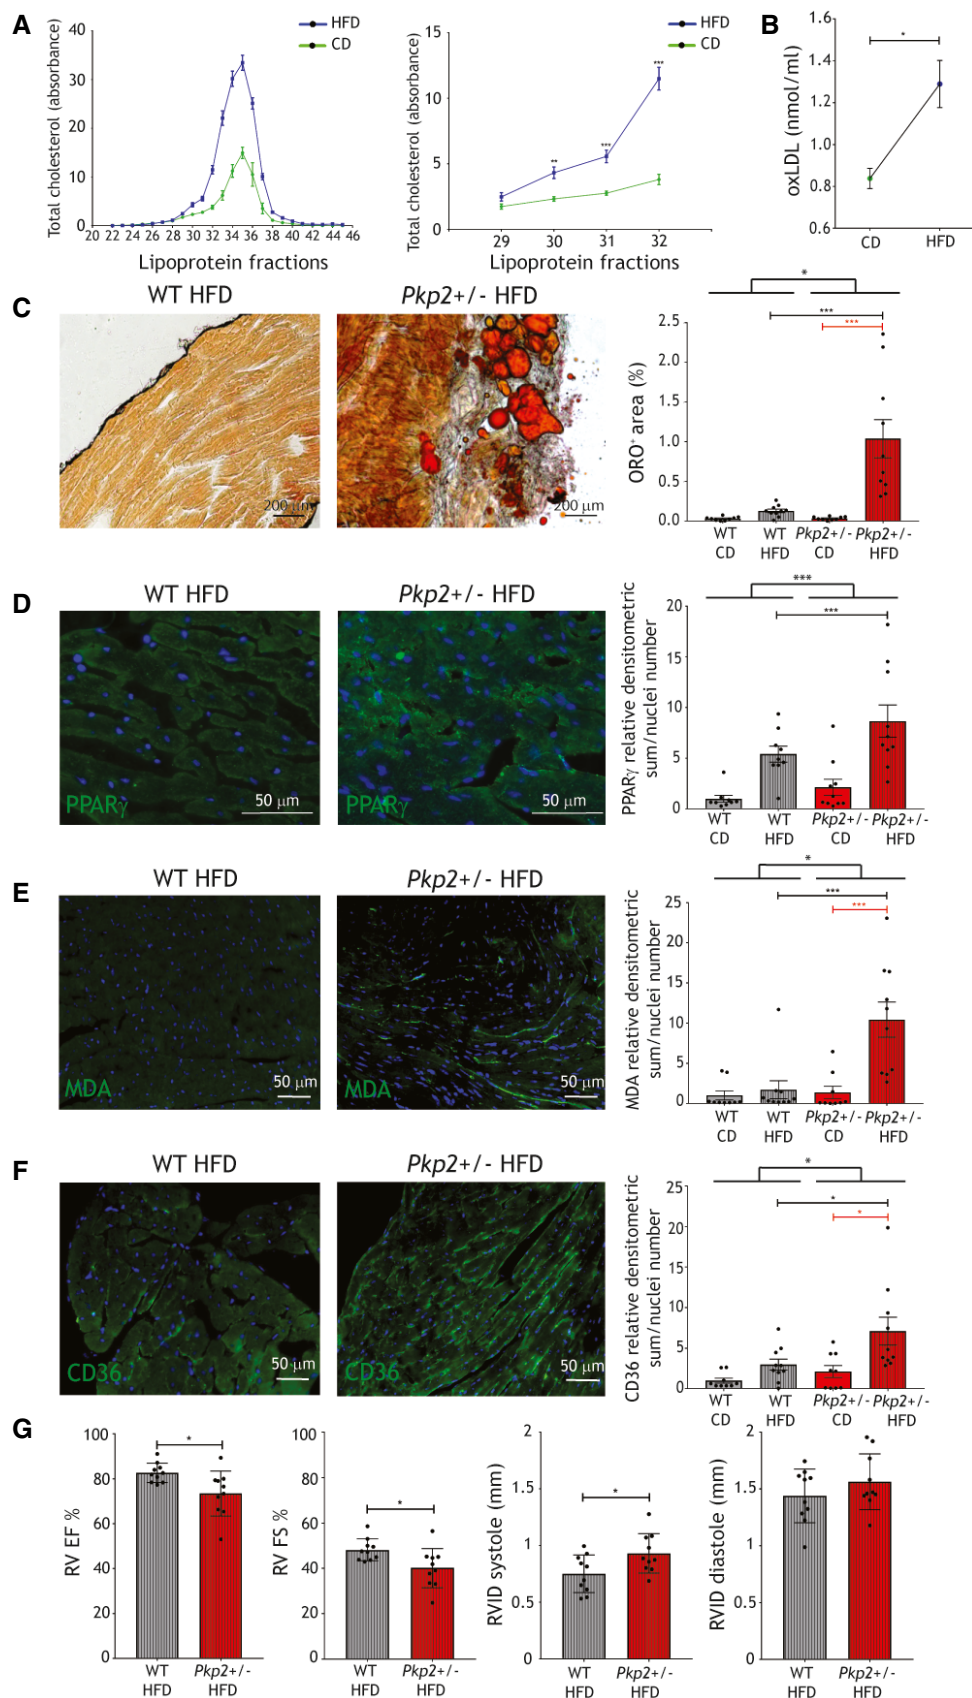 A
HFD
CD
Total cholesterol (absorbance)
40
30
20
10
0
20 22 24 26 28 30 32 34 36 38 40 42 44 46
Lipoprotein fractions
HFD
CD
Total cholesterol (absorbance)
15
10
5
0
**
***
***
29 30 31 32
Lipoprotein fractions
B
oxLDL (nmol/ml)
1.6
1.4
1.2
1.0
0.8
0.6
*
CD HFD
C
WT HFD
Pkp2+/- HFD
200 µm
200 µm
ORO+ area (%)
2.5
2.0
1.5
1.0
0.5
0.0
*
***
***
WT CD
WT HFD
Pkp2+/- CD
Pkp2+/- HFD
D
WT HFD
Pkp2+/- HFD
PPARγ
50 µm
PPARγ
50 µm
PPARγ relative densitometric
sum/nuclei number
20
15
10
5
0
***
***
WT CD
WT HFD
Pkp2+/- CD
Pkp2+/- HFD
E
WT HFD
Pkp2+/- HFD
MDA
50 µm
MDA
50 µm
MDA relative densitometric
sum/nuclei number
25
20
15
10
5
0
*
***
***
WT CD
WT HFD
Pkp2+/- CD
Pkp2+/- HFD
F
WT HFD
Pkp2+/- HFD
CD36
50 µm
CD36
50 µm
CD36 relative densitometric
sum/nuclei number
25
20
15
10
5
0
*
*
*
WT CD
WT HFD
Pkp2+/- CD
Pkp2+/- HFD
G
RV EF %
100
80
60
40
20
0
*
WT HFD
Pkp2+/- HFD
RV FS %
100
80
60
40
20
0
*
WT HFD
Pkp2+/- HFD
RVID systole (mm)
2
1.5
1
0.5
0
*
WT HFD
Pkp2+/- HFD
RVID diastole (mm)
2
1.5
1
0.5
0
WT HFD
Pkp2+/- HFD